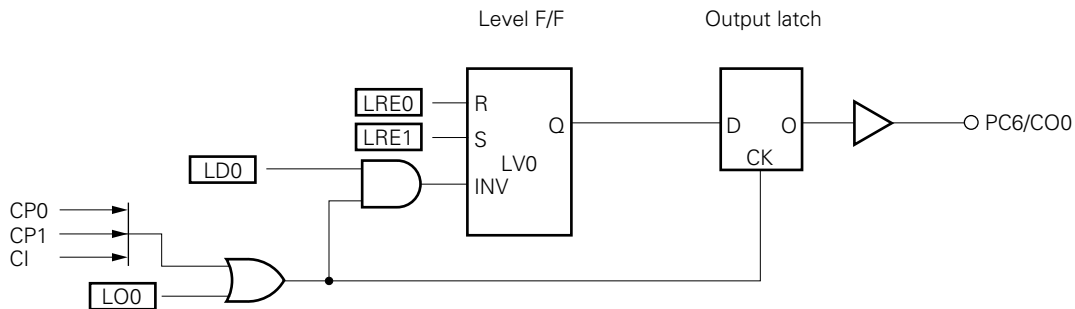 Level F/F
Output latch
LRE0
R
LRE1
S
Q
D
O
PC6/CO0
LV0
CK
LD0
INV
CP0
CP1
CI
LO0